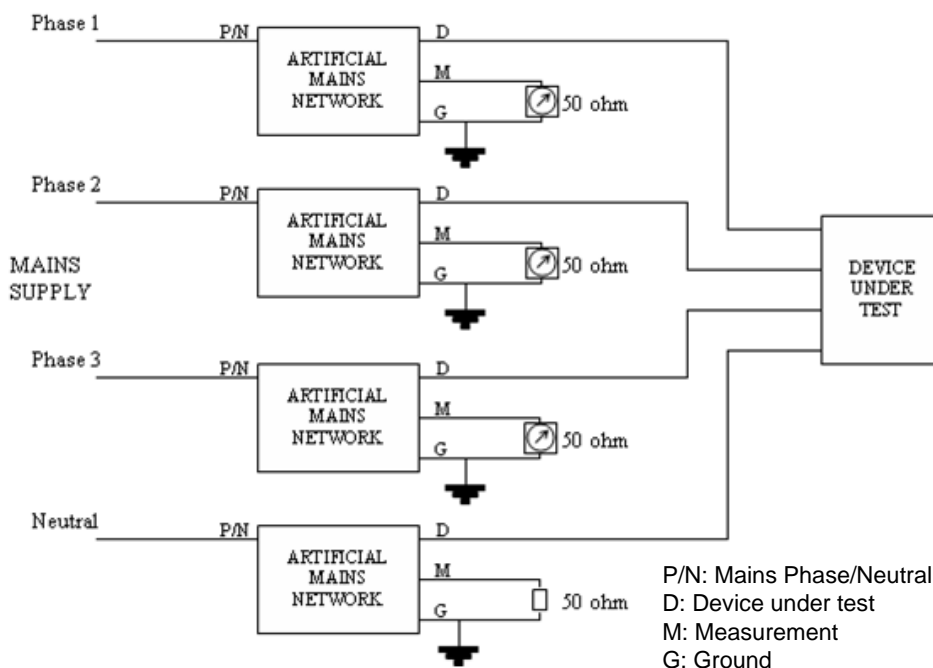 Phase 1
P/N
ARTIFICIAL
MAINS
NETWORK
D
M
G
50 ohm
Phase 2
P/N
ARTIFICIAL
MAINS
NETWORK
D
M
G
50 ohm
MAINS
SUPPLY
DEVICE
UNDER
TEST
Phase 3
P/N
ARTIFICIAL
MAINS
NETWORK
D
M
G
50 ohm
Neutral
P/N
ARTIFICIAL
MAINS
NETWORK
D
M
G
50 ohm
P/N: Mains Phase/Neutral
D: Device under test
M: Measurement
G: Ground